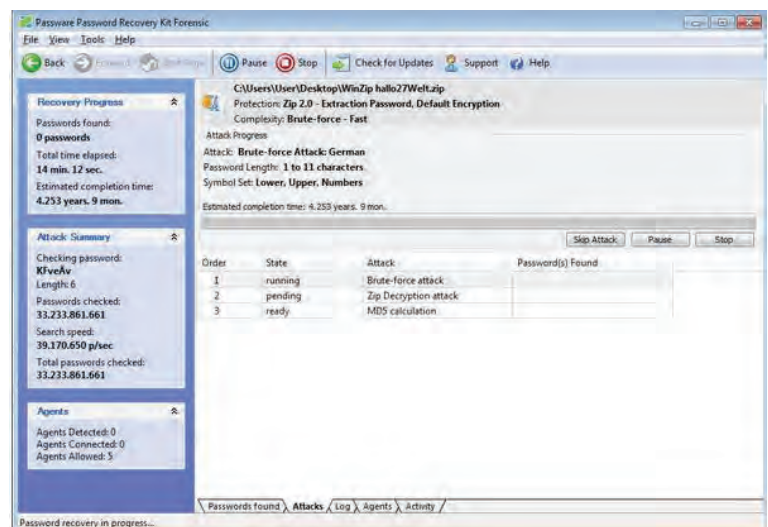 Passware Password Recovery Kit Forensic
File View Tools Help
Back Pause Stop Check for Updates Support Help
Recovery Progress
Passwords found:
0 passwords
Total time elapsed:
14 min. 12 sec.
Estimated completion time:
4.253 years. 9 mon.
Attack Summary
Checking password:
KFveAv
Length: 6
Passwords checked:
33.233.861.661
Search speed:
39.170.650 p/sec
Total passwords checked:
33.233.861.661
Agents
Agents Detected: 0
Agents Connected: 0
Agents Allowed: 5
C:\Users\User\Desktop\WinZip hallo27Welt.zip
Protection: Zip 2.0 - Extraction Password, Default Encryption
Complexity: Brute-force - Fast
Attack Progress
Attack: Brute-force Attack: German
Password Length: 1 to 11 characters
Symbol Set: Lower, Upper, Numbers
Estimated completion time: 4.253 years. 9 mon.
Skip Attack Pause Stop
Order State Attack Password(s) Found
1 running Brute-force attack
2 pending Zip Decryption attack
3 ready MD5 calculation
Passwords found Attacks Log Agents Activity
Password recovery in progress...